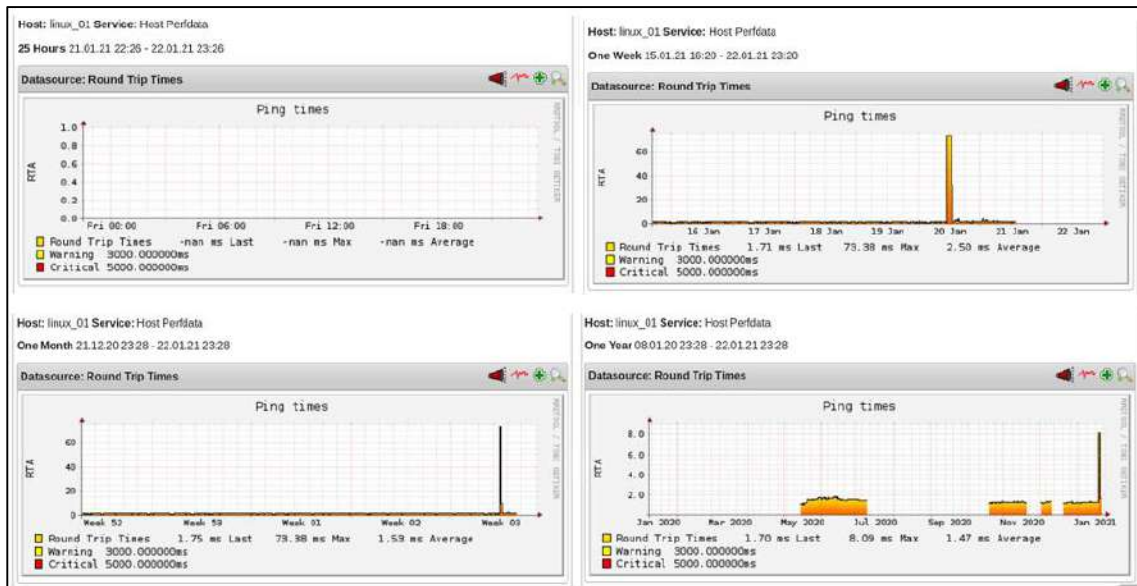 Host: linux_01 Service: Host Perfdata
25 Hours 21.01.21 22:26 - 22.01.21 23:26
Datasource: Round Trip Times
Ping times
RRDTOOL / TOBI OETIKER
RTA
1.0
0.8
0.6
0.4
0.2
0.0
Fri 00:00 Fri 06:00 Fri 12:00 Fri 18:00
Round Trip Times -nan ms Last -nan ms Max -nan ms Average
Warning 3000.000000ms
Critical 5000.000000ms
Host: linux_01 Service: Host Perfdata
One Week 15.01.21 16:20 - 22.01.21 23:20
Datasource: Round Trip Times
Ping times
RRDTOOL / TOBI OETIKER
RTA
60
40
20
0
16 Jan 17 Jan 18 Jan 19 Jan 20 Jan 21 Jan 22 Jan
Round Trip Times 1.71 ms Last 73.38 ms Max 2.50 ms Average
Warning 3000.000000ms
Critical 5000.000000ms
Host: linux_01 Service: Host Perfdata
One Month 21.12.20 23:28 - 22.01.21 23:28
Datasource: Round Trip Times
Ping times
RRDTOOL / TOBI OETIKER
RTA
60
40
20
0
Week 52 Week 53 Week 01 Week 02 Week 03
Round Trip Times 1.75 ms Last 73.38 ms Max 1.53 ms Average
Warning 3000.000000ms
Critical 5000.000000ms
Host: linux_01 Service: Host Perfdata
One Year 08.01.20 23:28 - 22.01.21 23:28
Datasource: Round Trip Times
Ping times
RRDTOOL / TOBI OETIKER
RTA
8.0
6.0
4.0
2.0
Jan 2020 Mar 2020 May 2020 Jul 2020 Sep 2020 Nov 2020 Jan 2021
Round Trip Times 1.70 ms Last 8.09 ms Max 1.47 ms Average
Warning 3000.000000ms
Critical 5000.000000ms